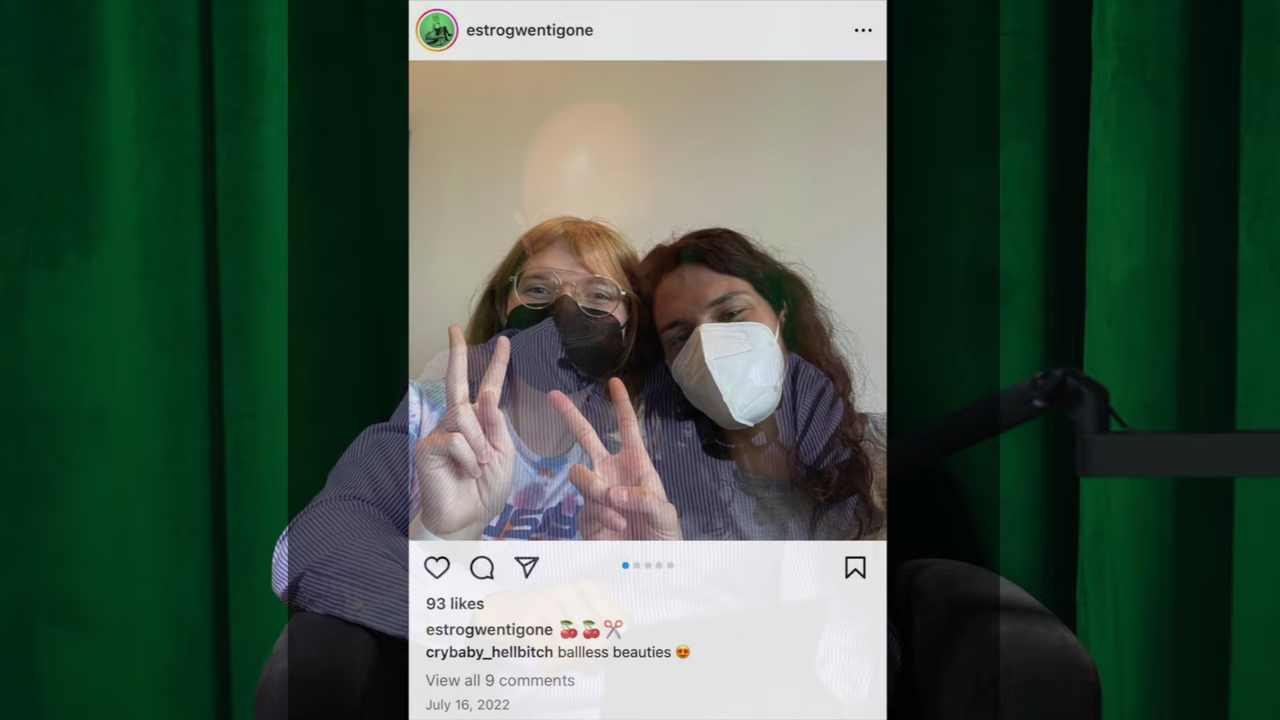 estrogwentigone
93 likes
estrogwentigone 🍒🍒✂️
crybaby_hellbitch ballless beauties 😍
View all 9 comments
July 16, 2022